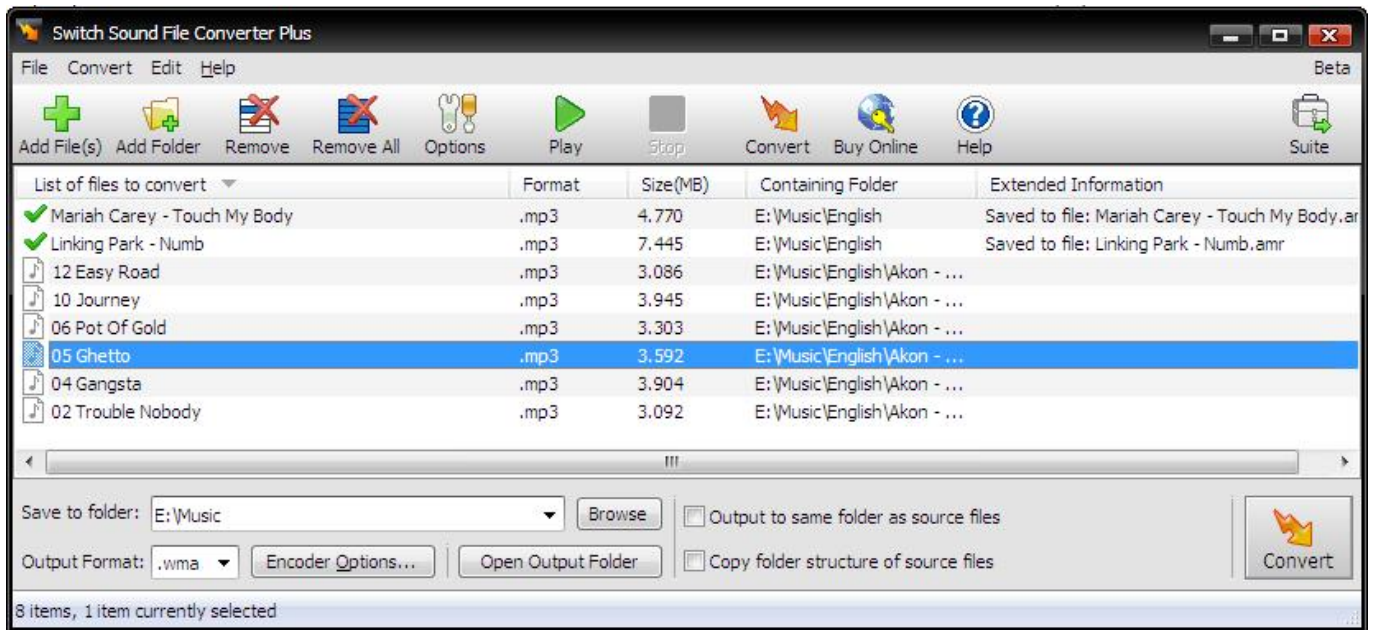 Switch Sound File Converter Plus
File Convert Edit Help Beta
Add File(s) Add Folder Remove Remove All Options Play Stop Convert Buy Online Help Suite
List of files to convert Format Size(MB) Containing Folder Extended Information
Mariah Carey - Touch My Body .mp3 4.770 E:\Music\English Saved to file: Mariah Carey - Touch My Body.ar
Linking Park - Numb .mp3 7.445 E:\Music\English Saved to file: Linking Park - Numb.amr
12 Easy Road .mp3 3.086 E:\Music\English\Akon - ...
10 Journey .mp3 3.945 E:\Music\English\Akon - ...
06 Pot Of Gold .mp3 3.303 E:\Music\English\Akon - ...
05 Ghetto .mp3 3.592 E:\Music\English\Akon - ...
04 Gangsta .mp3 3.904 E:\Music\English\Akon - ...
02 Trouble Nobody .mp3 3.092 E:\Music\English\Akon - ...
Save to folder: E:\Music Browse Output to same folder as source files
Output Format: .wma Encoder Options... Open Output Folder Copy folder structure of source files Convert
8 items, 1 item currently selected